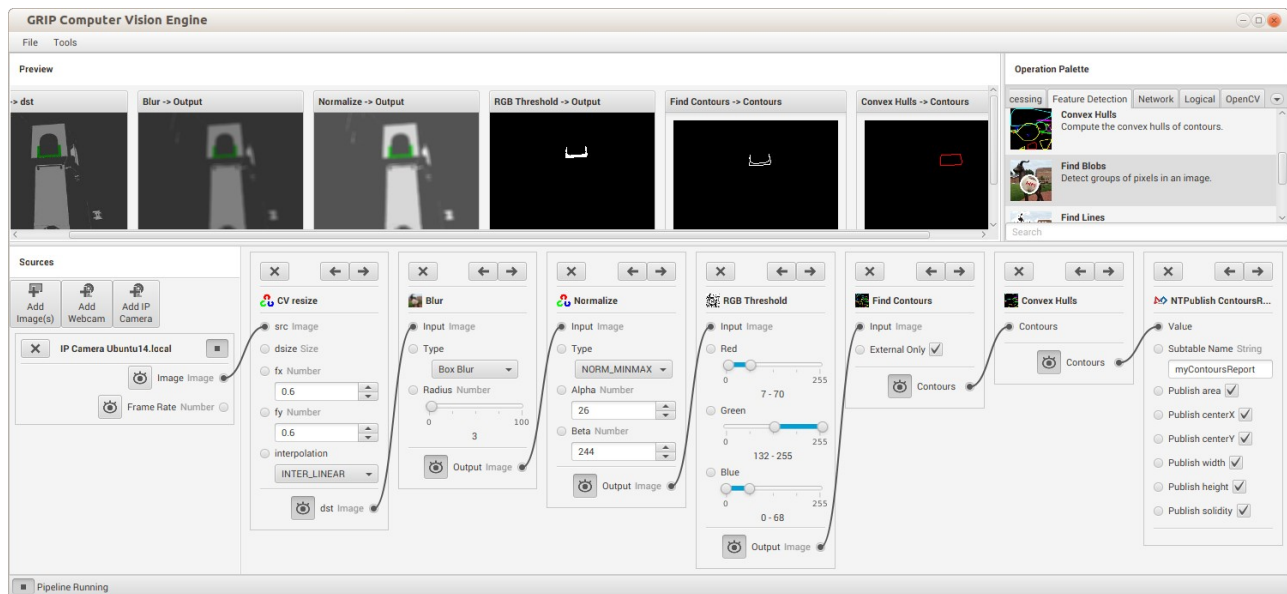 GRIP Computer Vision Engine
File Tools
Preview
-> dst
Blur -> Output
Normalize -> Output
RGB Threshold -> Output
Find Contours -> Contours
Convex Hulls -> Contours
Operation Palette
cessing Feature Detection Network Logical OpenCV
Convex Hulls
Compute the convex hulls of contours.
Find Blobs
Detect groups of pixels in an image.
Find Lines
Search
Sources
Add Image(s)
Add Webcam
Add IP Camera
IP Camera Ubuntu14.local
Image Image
Frame Rate Number
CV resize
src Image
dsize Size
fx Number
0.6
fy Number
0.6
interpolation
INTER_LINEAR
dst Image
Blur
Input Image
Type
Box Blur
Radius Number
0 100
3
Output Image
Normalize
Input Image
Type
NORM_MINMAX
Alpha Number
26
Beta Number
244
Output Image
RGB Threshold
Input Image
Red
0 255
7 - 70
Green
0 255
132 - 255
Blue
0 255
0 - 68
Output Image
Find Contours
Input Image
External Only
Contours
Convex Hulls
Contours
Contours
NTPublish ContoursR...
Value
Subtable Name String
myContoursReport
Publish area
Publish centerX
Publish centerY
Publish width
Publish height
Publish solidity
Pipeline Running